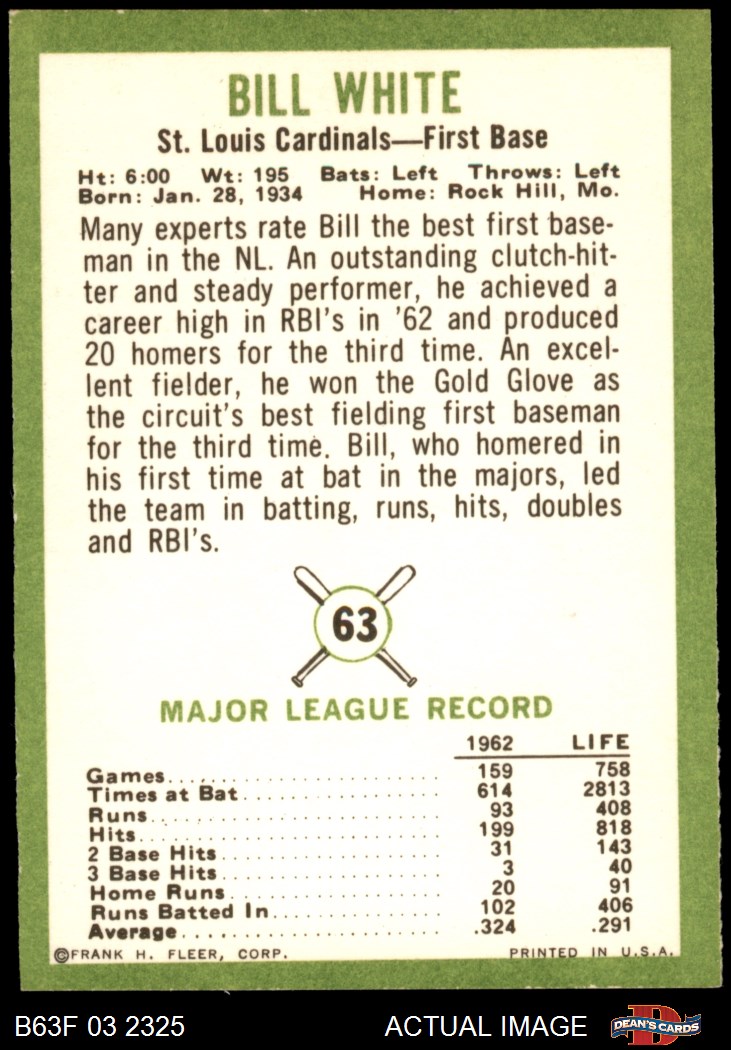 BILL WHITE
St. Louis Cardinals—First Base
Ht: 6:00 Wt: 195 Bats: Left Throws: Left
Born: Jan. 28, 1934 Home: Rock Hill, Mo.
Many experts rate Bill the best first base-
man in the NL. An outstanding clutch-hit-
ter and steady performer, he achieved a
career high in RBI's in '62 and produced
20 homers for the third time. An excel-
lent fielder, he won the Gold Glove as
the circuit's best fielding first baseman
for the third time. Bill, who homered in
his first time at bat in the majors, led
the team in batting, runs, hits, doubles
and RBI's.
63
MAJOR LEAGUE RECORD
1962 LIFE
Games 159 758
Times at Bat 614 2813
Runs 93 408
Hits 199 818
2 Base Hits 31 143
3 Base Hits 3 40
Home Runs 20 91
Runs Batted In 102 406
Average .324 .291
©FRANK H. FLEER, CORP. PRINTED IN U.S.A.
B63F 03 2325 ACTUAL IMAGE D DEAN'S CARDS